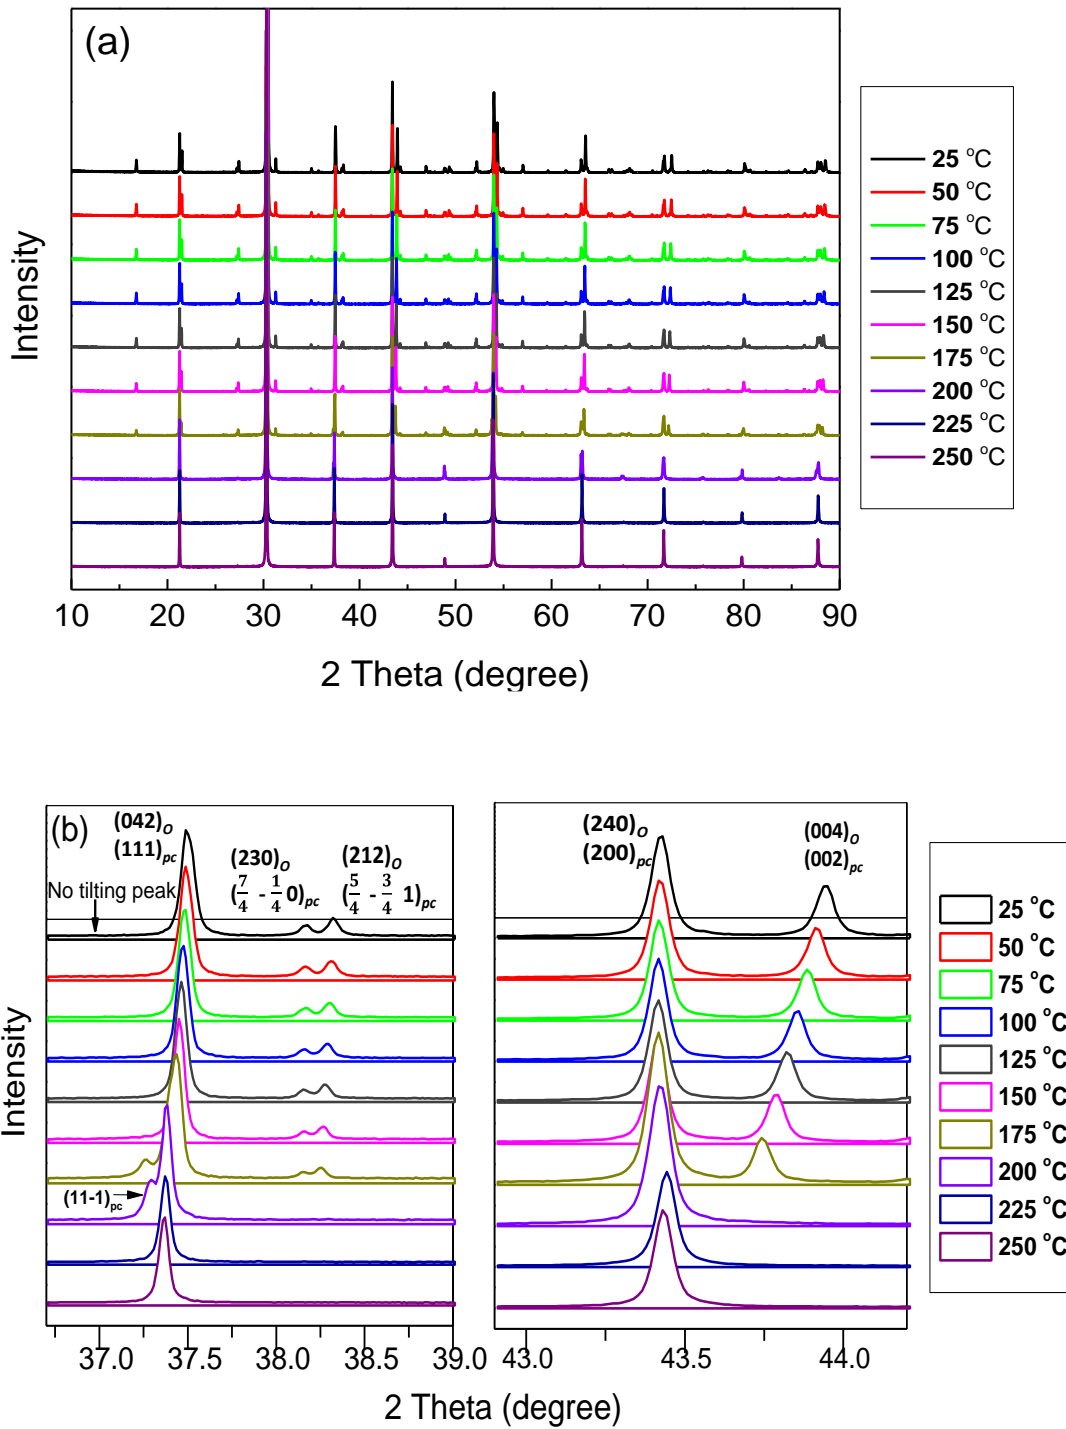 (a)
Intensity
25 °C
50 °C
75 °C
100 °C
125 °C
150 °C
175 °C
200 °C
225 °C
250 °C
10 20 30 40 50 60 70 80 90
2 Theta (degree)
(b)
(042)O
(111)pc
No tilting peak
(230)O
(7/4 - 1/4 0)pc
(212)O
(5/4 - 3/4 1)pc
(11-1)pc
(240)O
(200)pc
(004)O
(002)pc
Intensity
25 °C
50 °C
75 °C
100 °C
125 °C
150 °C
175 °C
200 °C
225 °C
250 °C
37.0 37.5 38.0 38.5 39.0 43.0 43.5 44.0
2 Theta (degree)